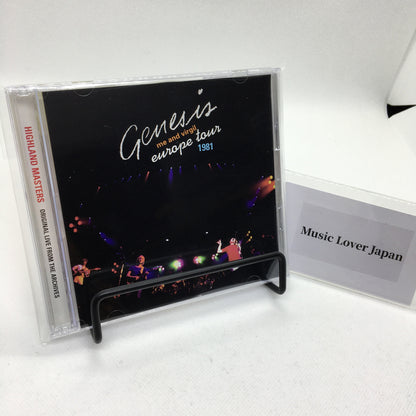 Genesis
me and virgil
europe tour
1981
HIGHLAND MASTERS
ORIGINAL LIVE FROM THE ARCHIVES
Music Lover Japan